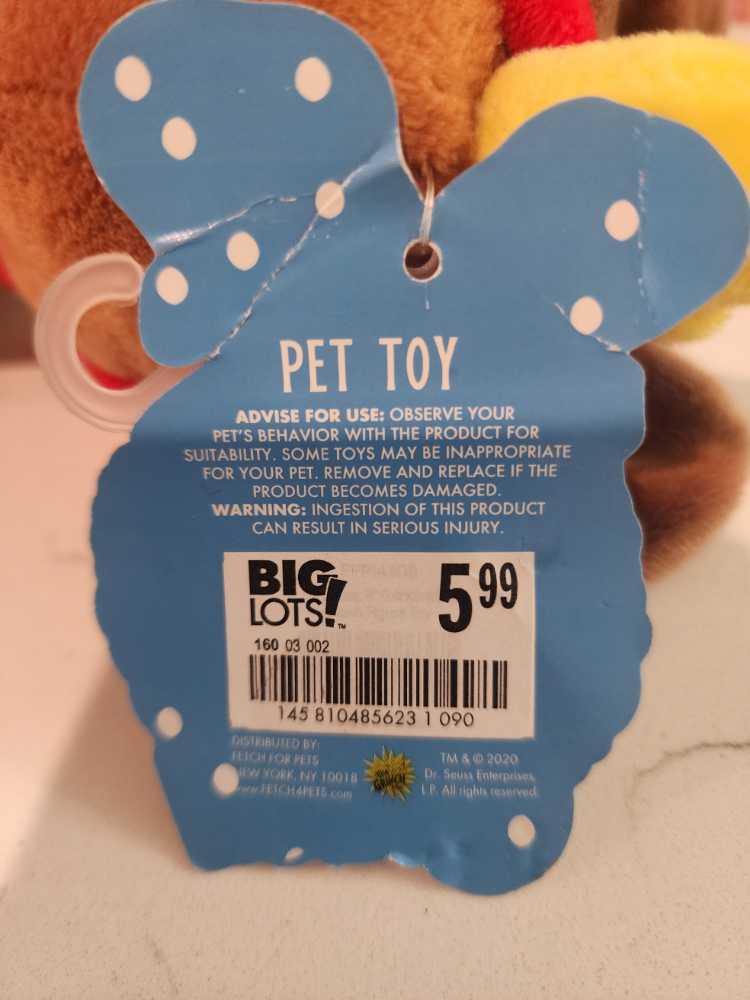 PET TOY
ADVISE FOR USE: OBSERVE YOUR
PET'S BEHAVIOR WITH THE PRODUCT FOR
SUITABILITY. SOME TOYS MAY BE INAPPROPRIATE
FOR YOUR PET. REMOVE AND REPLACE IF THE
PRODUCT BECOMES DAMAGED.
WARNING: INGESTION OF THIS PRODUCT
CAN RESULT IN SERIOUS INJURY.
BIG
LOTS!™
5 99
160 03 002
145 810485623 1 090
DISTRIBUTED BY:
FETCH FOR PETS
NEW YORK, NY 10018
www.FETCH4PETS.com
GRINCH
TM & © 2020
Dr. Seuss Enterprises,
L.P. All rights reserved.